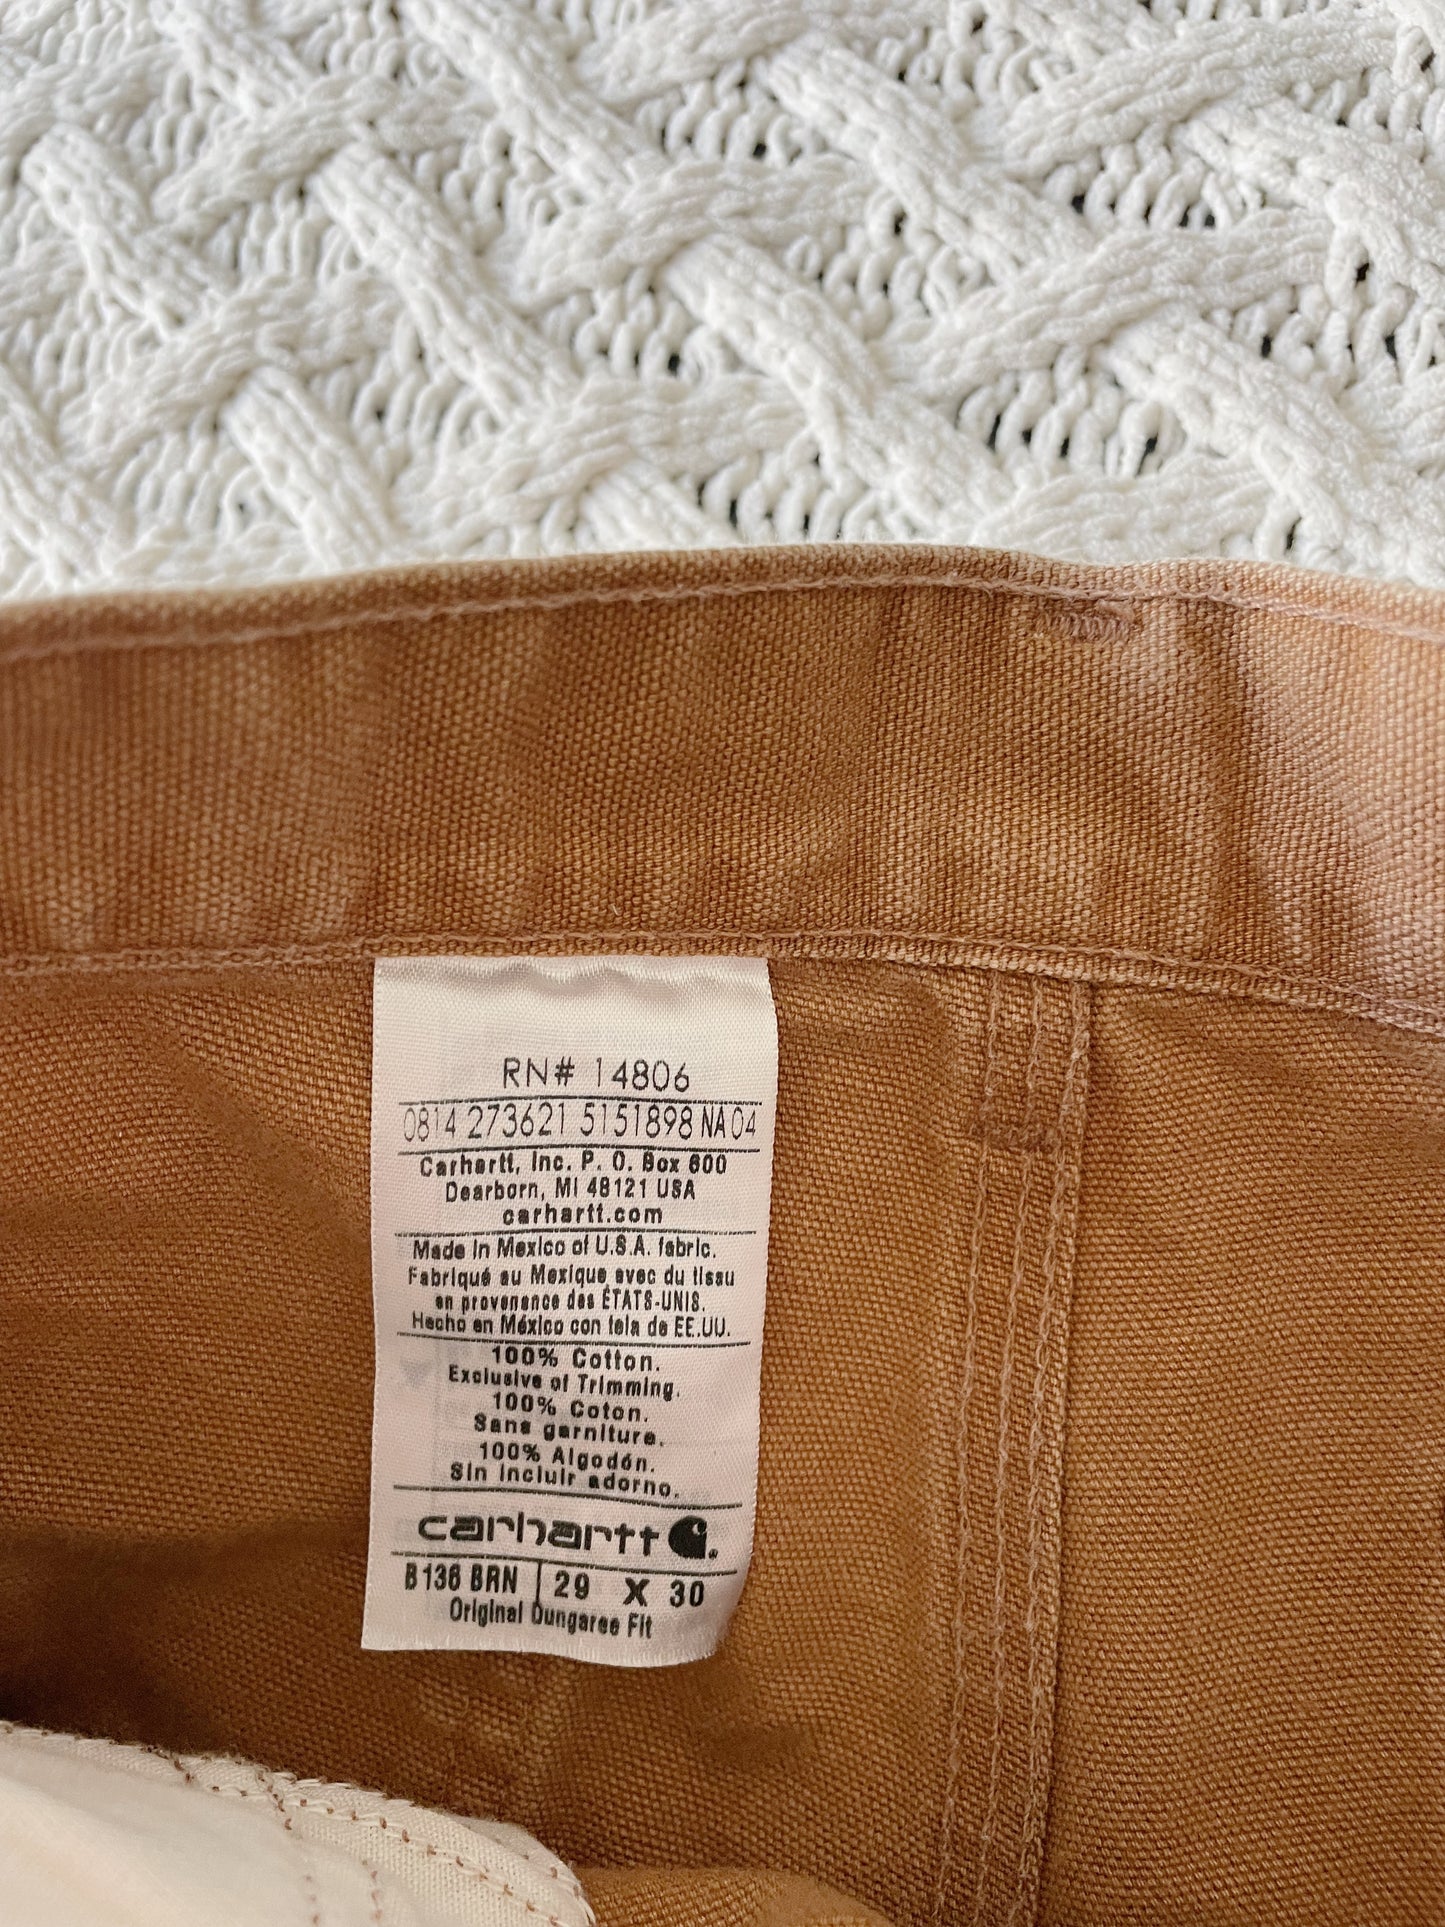 RN# 14806
0814 273621 5151898 NA04
Carhartt, Inc. P. O. Box 600
Dearborn, MI 48121 USA
carhartt.com
Made in Mexico of U.S.A. fabric.
Fabriqué au Mexique avec du tissu
en provenance des ÉTATS-UNIS.
Hecho en México con tela de EE.UU.
100% Cotton.
Exclusive of Trimming.
100% Coton.
Sans garniture.
100% Algodón.
Sin incluir adorno.
carhartt
B136 BRN 29 X 30
Original Dungaree Fit